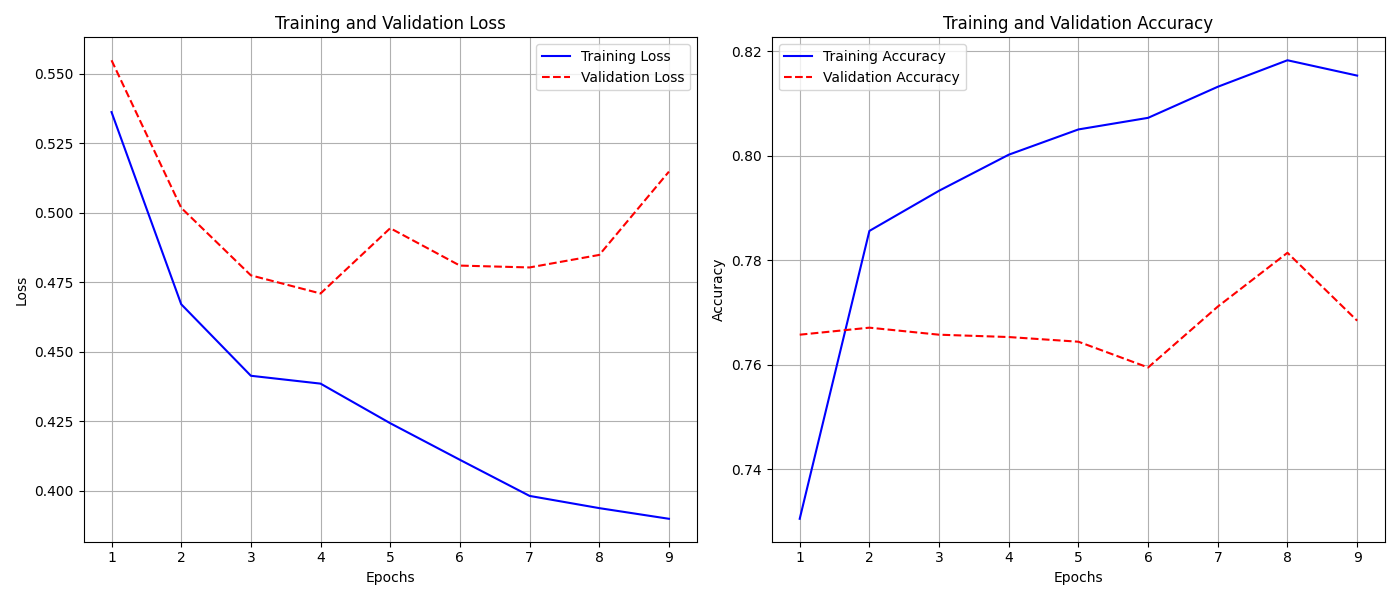 Training and Validation Loss
Training Loss
Validation Loss
0.550
0.525
0.500
0.475
0.450
0.425
0.400
Loss
1 2 3 4 5 6 7 8 9
Epochs
Training and Validation Accuracy
Training Accuracy
Validation Accuracy
0.82
0.80
0.78
0.76
0.74
Accuracy
1 2 3 4 5 6 7 8 9
Epochs